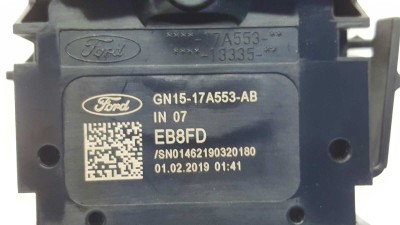 Ford
****-17A553-**
****-13335-**
Ford
GN15-17A553-AB
IN 07
EB8FD
/SN01462190320180
01.02.2019 01:41